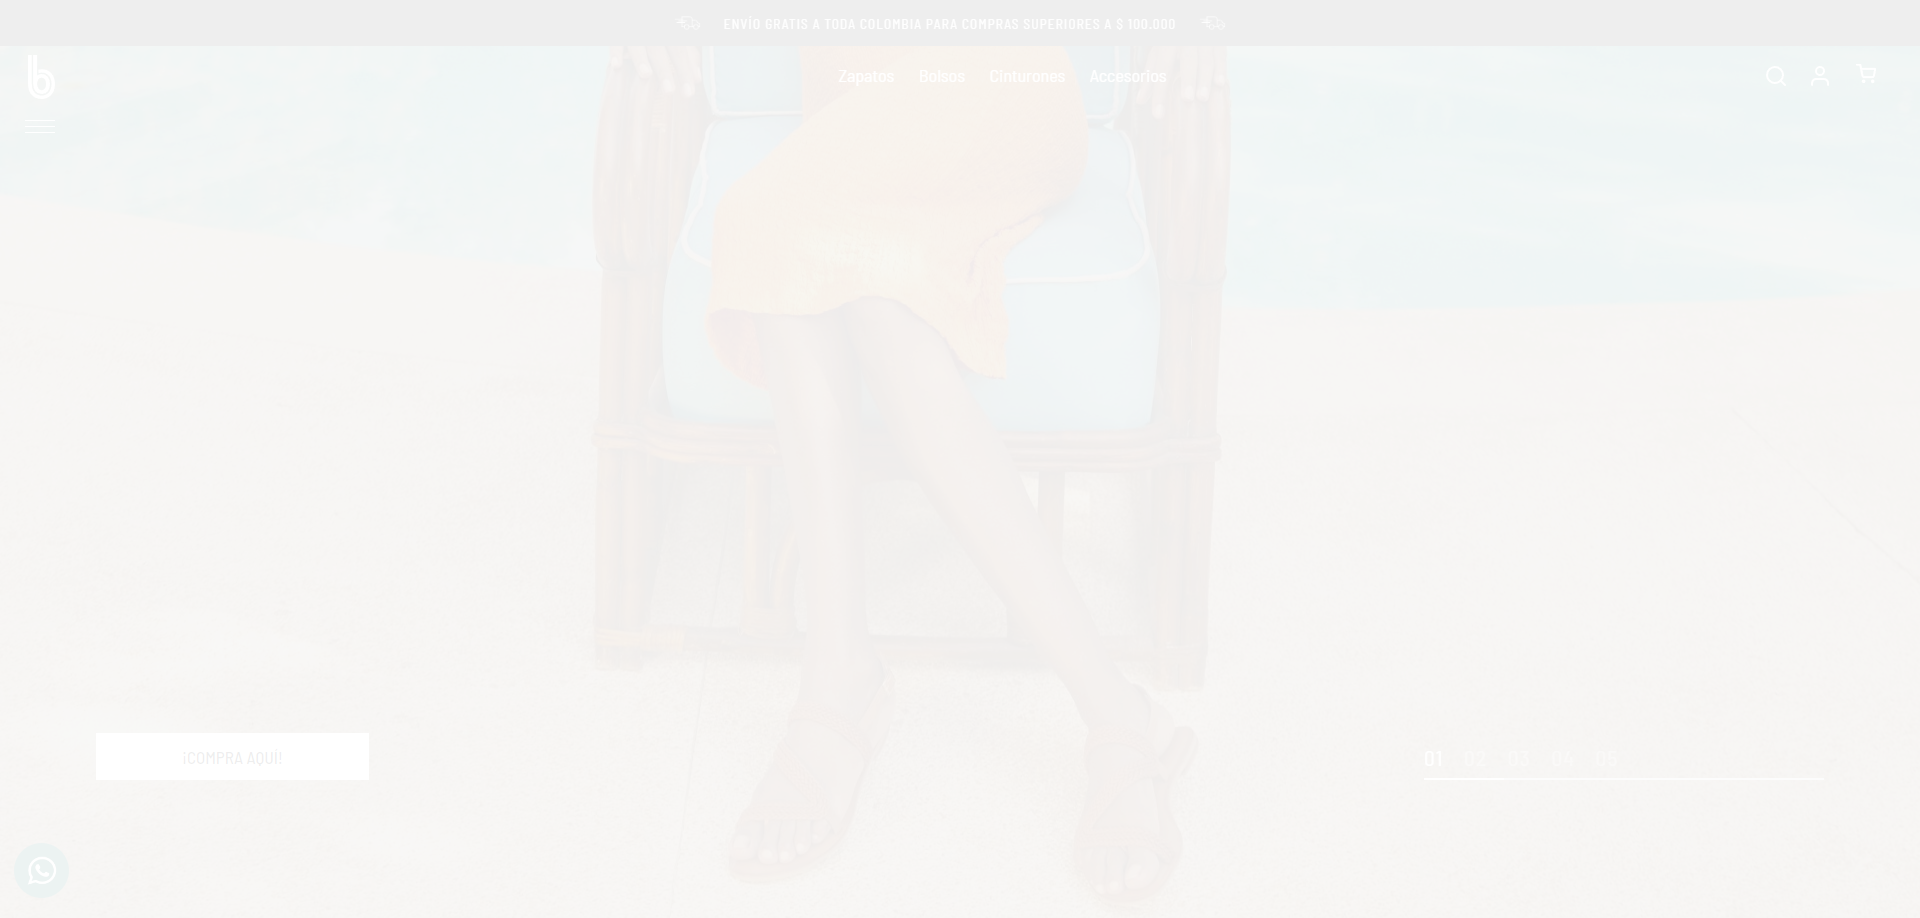 ENVÍO GRATIS A TODA COLOMBIA PARA COMPRAS SUPERIORES A $ 100.000
b
Zapatos Bolsos Cinturones Accesorios
¡COMPRA AQUÍ!
01 02 03 04 05